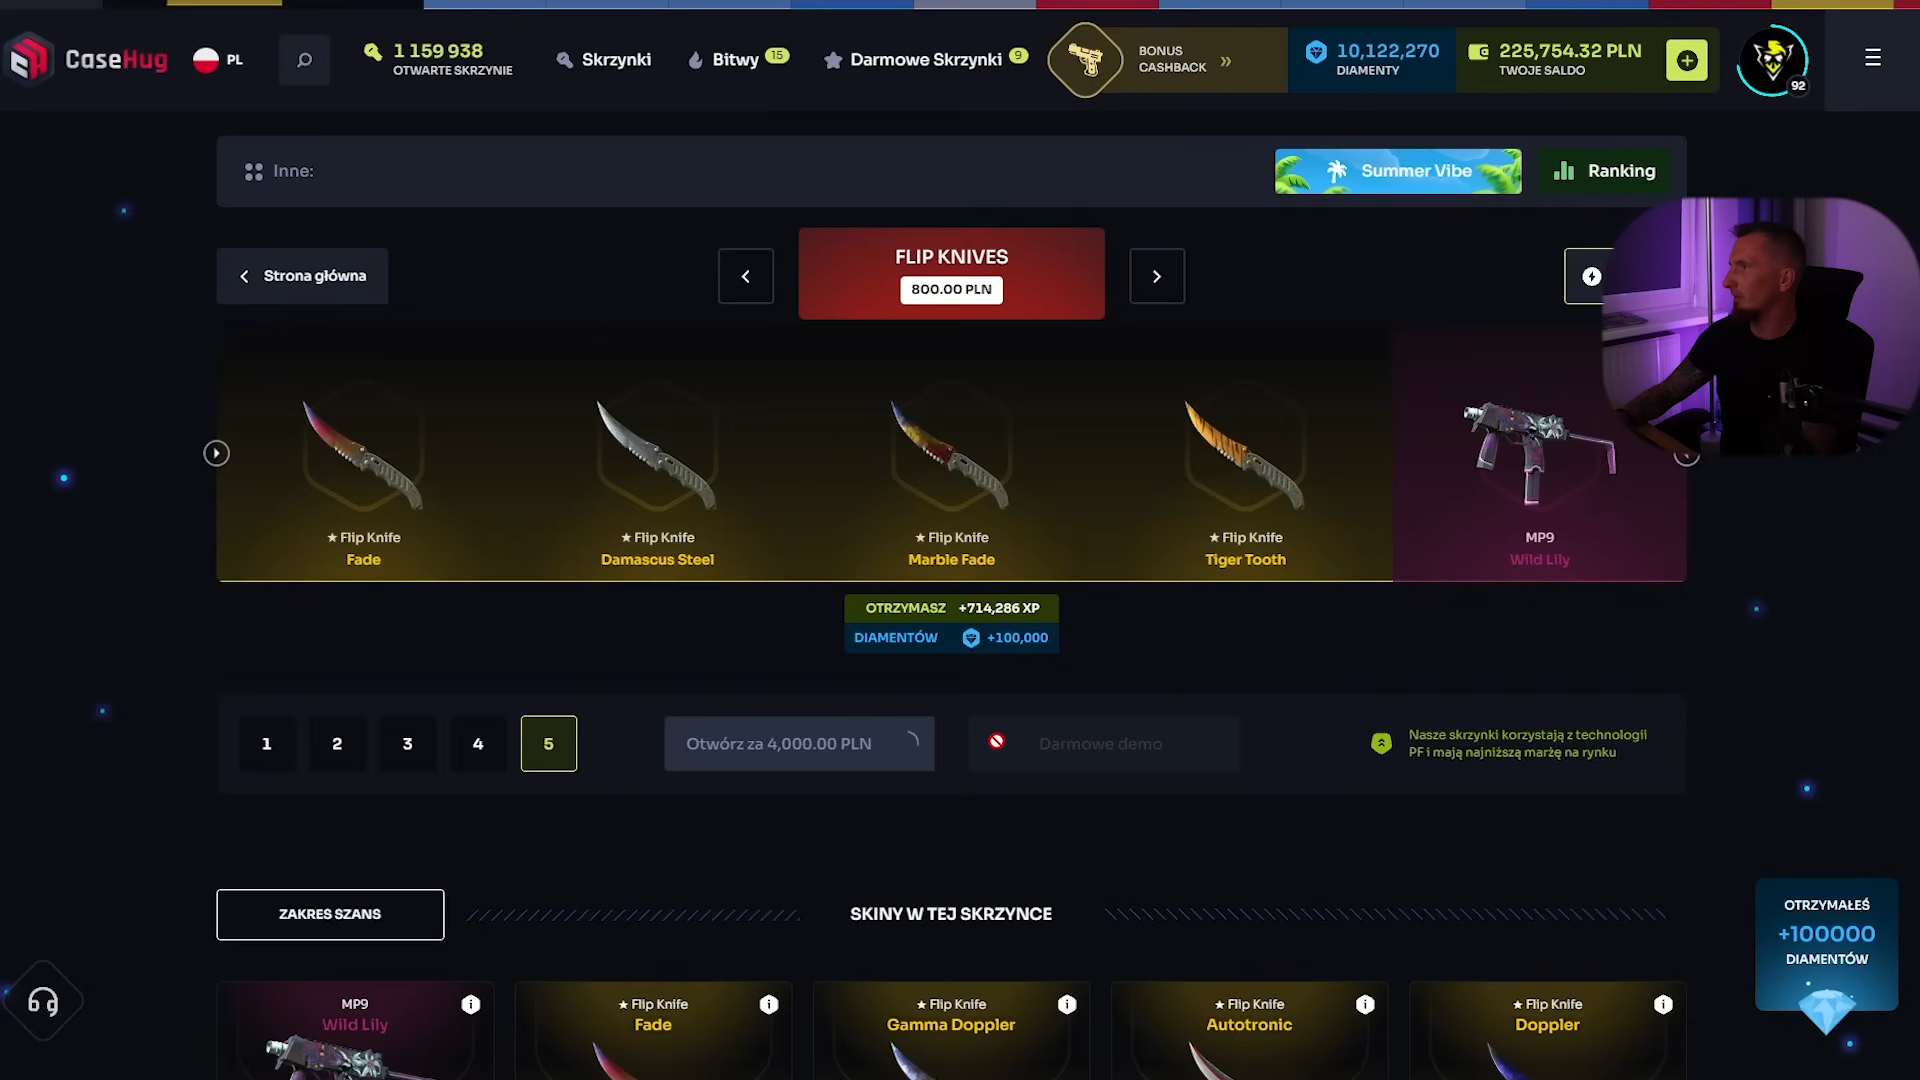 CaseHug
PL
1 159 938
OTWARTE SKRZYNIE
Skrzynki
Bitwy 15
Darmowe Skrzynki 9
BONUS
CASHBACK »
10,122,270
DIAMENTY
225,754.32 PLN
TWOJE SALDO
92
Inne:
Summer Vibe
Ranking
Strona główna
FLIP KNIVES
800.00 PLN
★ Flip Knife
Fade
★ Flip Knife
Damascus Steel
★ Flip Knife
Marble Fade
★ Flip Knife
Tiger Tooth
MP9
Wild Lily
OTRZYMASZ +714,286 XP
DIAMENTÓW +100,000
1
2
3
4
5
Otwórz za 4,000.00 PLN
Darmowe demo
Nasze skrzynki korzystają z technologii
PF i mają najniższą marżę na rynku
ZAKRES SZANS
SKINY W TEJ SKRZYNCE
OTRZYMAŁEŚ
+100000
DIAMENTÓW
MP9
Wild Lily
★ Flip Knife
Fade
★ Flip Knife
Gamma Doppler
★ Flip Knife
Autotronic
★ Flip Knife
Doppler